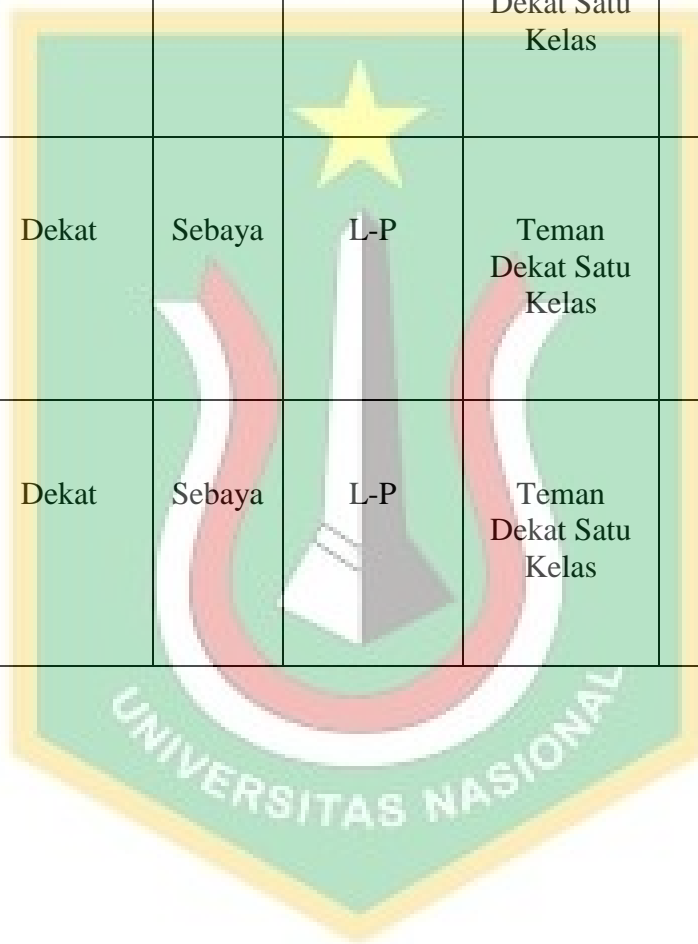 Dekat Satu
Kelas
Dekat Sebaya L-P Teman
Dekat Satu
Kelas
Dekat Sebaya L-P Teman
Dekat Satu
Kelas
UNIVERSITAS NASIONAL